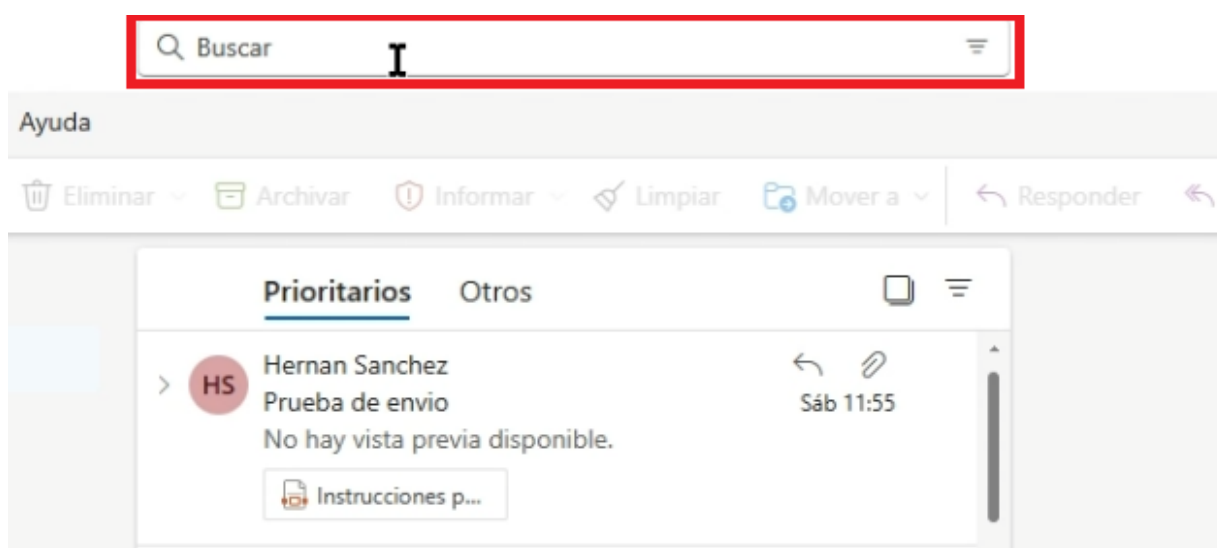 Buscar
Ayuda
Eliminar Archivar Informar Limpiar Mover a Responder
Prioritarios Otros
HS Hernan Sanchez
Prueba de envio Sáb 11:55
No hay vista previa disponible.
Instrucciones p...